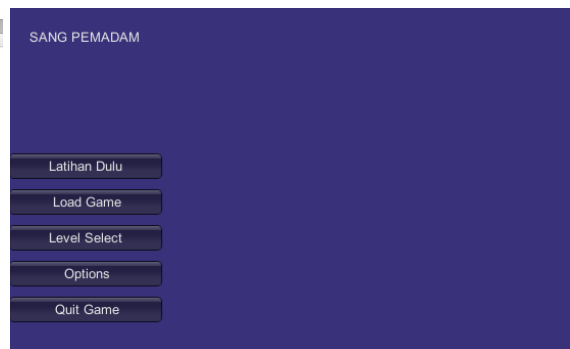 SANG PEMADAM
Latihan Dulu
Load Game
Level Select
Options
Quit Game